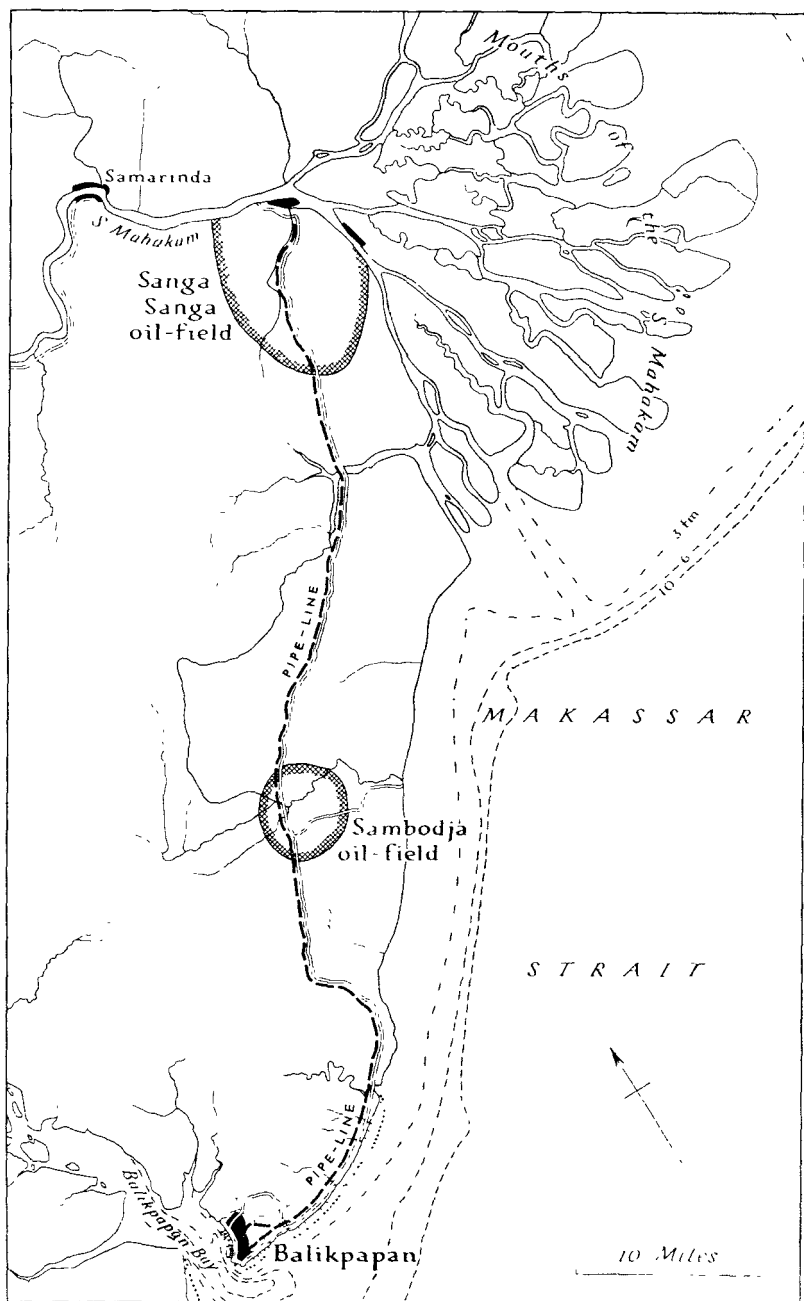 Mouths
of
the
S Mahakam
Samarinda
S Mahakam
Sanga
Sanga
oil-field
3 fm
6
10
PIPE-LINE
MAKASSAR
Sambodja
oil-field
STRAIT
PIPE-LINE
Balikpapan Bay
Balikpapan
10 Miles